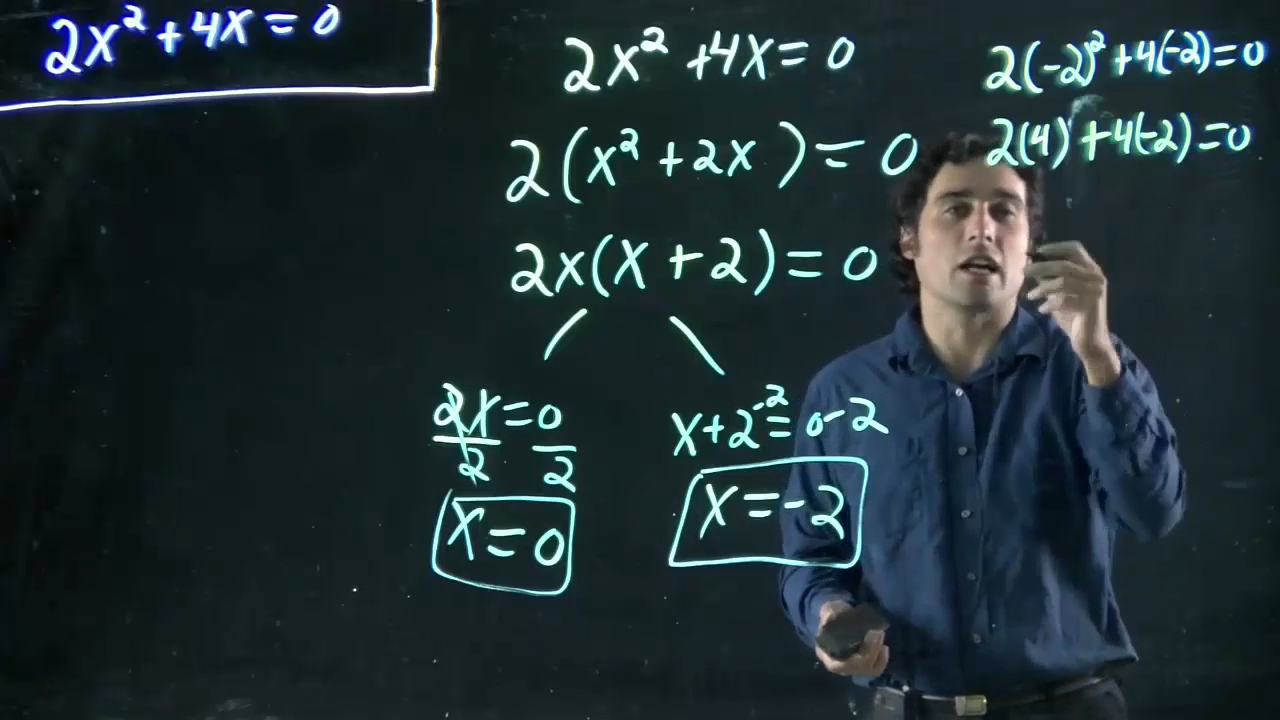 2x² + 4x = 0
2x² + 4x = 0
2(x² + 2x) = 0
2x(x + 2) = 0
2x = 0
2 2
x = 0
x + 2 -2 = 0 - 2
x = -2
2(-2)² + 4(-2) = 0
2(4) + 4(-2) = 0